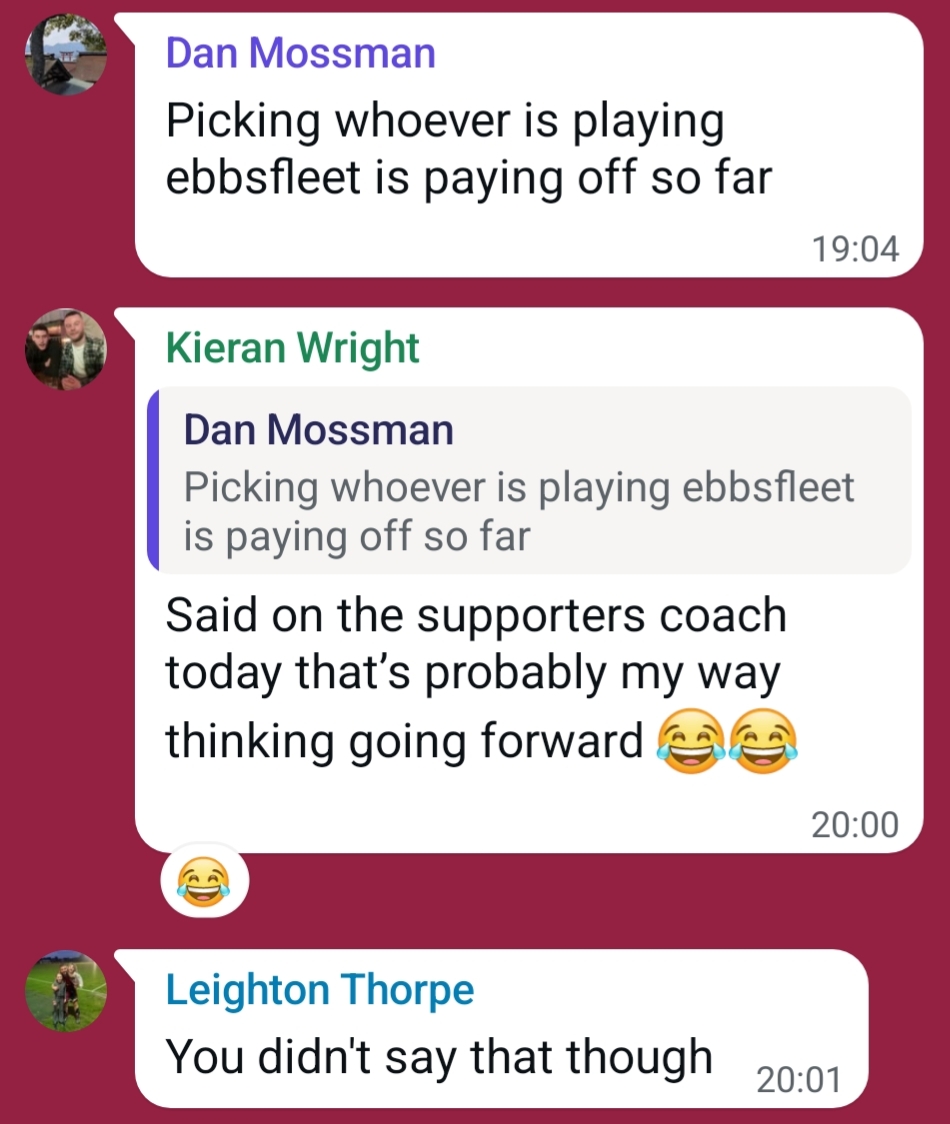 Dan Mossman
Picking whoever is playing
ebbsfleet is paying off so far
19:04
Kieran Wright
Dan Mossman
Picking whoever is playing ebbsfleet
is paying off so far
Said on the supporters coach
today that’s probably my way
thinking going forward 😂😂
20:00
😂
Leighton Thorpe
You didn't say that though
20:01